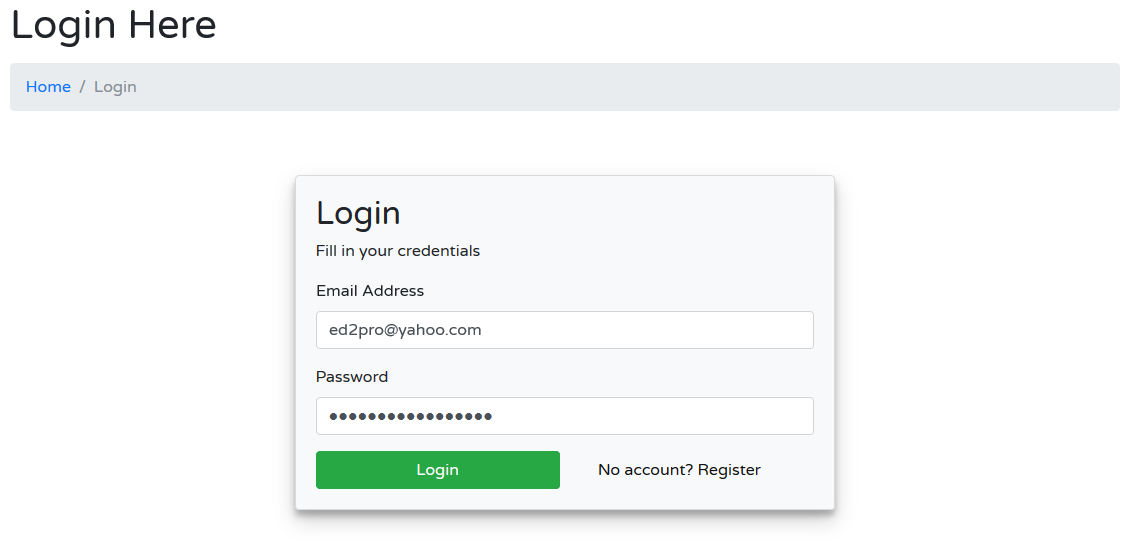 Login Here
Home / Login
Login
Fill in your credentials
Email Address
ed2pro@yahoo.com
Password
•••••••••••••••••
Login No account? Register